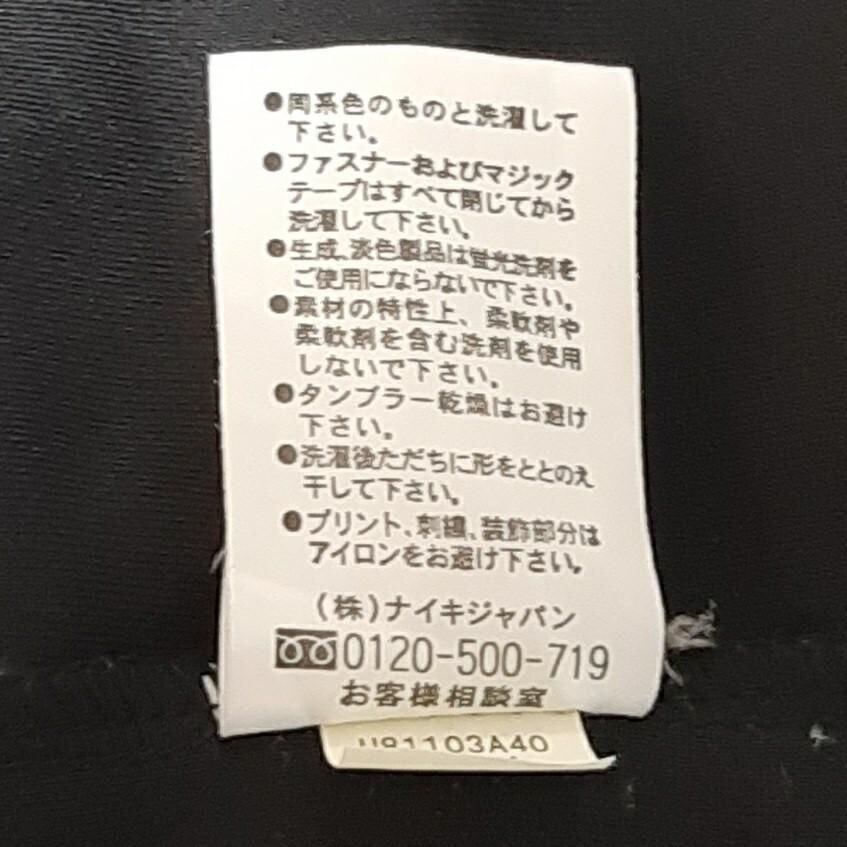 ●同系色のものと洗濯して
下さい。
●ファスナーおよびマジック
テープはすべて閉じてから
洗濯して下さい。
●生成、淡色製品は蛍光洗剤を
ご使用にならないで下さい。
●素材の特性上、柔軟剤や
柔軟剤を含む洗剤を使用
しないで下さい。
●タンブラー乾燥はお避け
下さい。
●洗濯後ただちに形をととのえ
干して下さい。
●プリント、刺繍、装飾部分は
アイロンをお避け下さい。
(株)ナイキジャパン
0120-500-719
お客様相談室